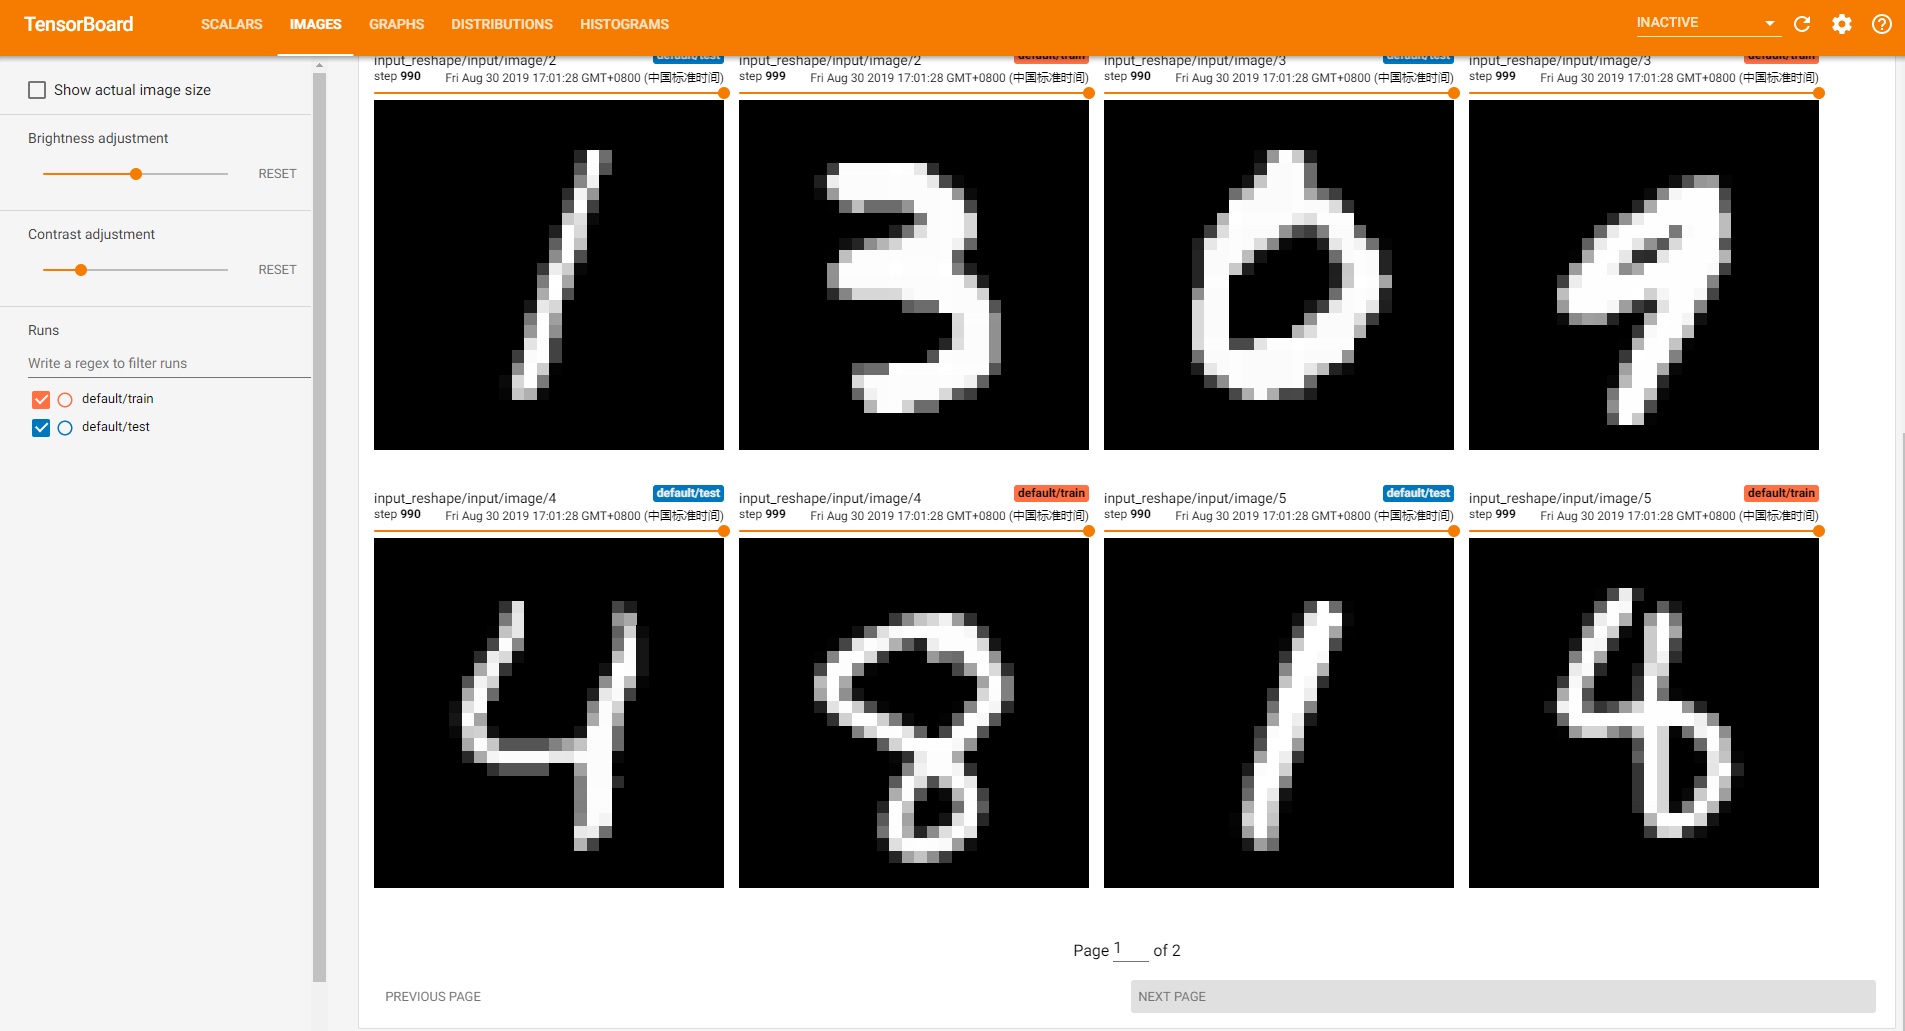 TensorBoard SCALARS IMAGES GRAPHS DISTRIBUTIONS HISTOGRAMS INACTIVE
Show actual image size
Brightness adjustment
RESET
Contrast adjustment
RESET
Runs
Write a regex to filter runs
default/train
default/test
input_reshape/input/image/2 default/test
step 990 Fri Aug 30 2019 17:01:28 GMT+0800 (中国标准时间)
1
input_reshape/input/image/2 default/train
step 999 Fri Aug 30 2019 17:01:28 GMT+0800 (中国标准时间)
3
input_reshape/input/image/3 default/test
step 990 Fri Aug 30 2019 17:01:28 GMT+0800 (中国标准时间)
0
input_reshape/input/image/3 default/train
step 999 Fri Aug 30 2019 17:01:28 GMT+0800 (中国标准时间)
9
input_reshape/input/image/4 default/test
step 990 Fri Aug 30 2019 17:01:28 GMT+0800 (中国标准时间)
4
input_reshape/input/image/4 default/train
step 999 Fri Aug 30 2019 17:01:28 GMT+0800 (中国标准时间)
8
input_reshape/input/image/5 default/test
step 990 Fri Aug 30 2019 17:01:28 GMT+0800 (中国标准时间)
1
input_reshape/input/image/5 default/train
step 999 Fri Aug 30 2019 17:01:28 GMT+0800 (中国标准时间)
8
Page 1 of 2
PREVIOUS PAGE
NEXT PAGE